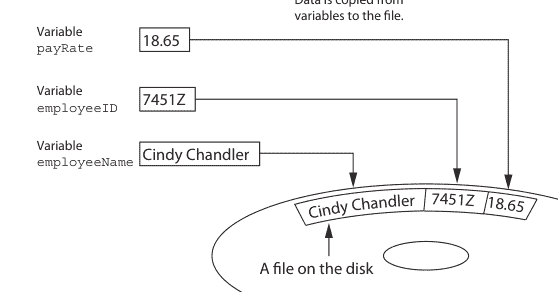 Data is copied from
variables to the file.
Variable
payRate
18.65
Variable
employeeID
7451Z
Variable
employeeName
Cindy Chandler
Cindy Chandler
7451Z
18.65
A file on the disk